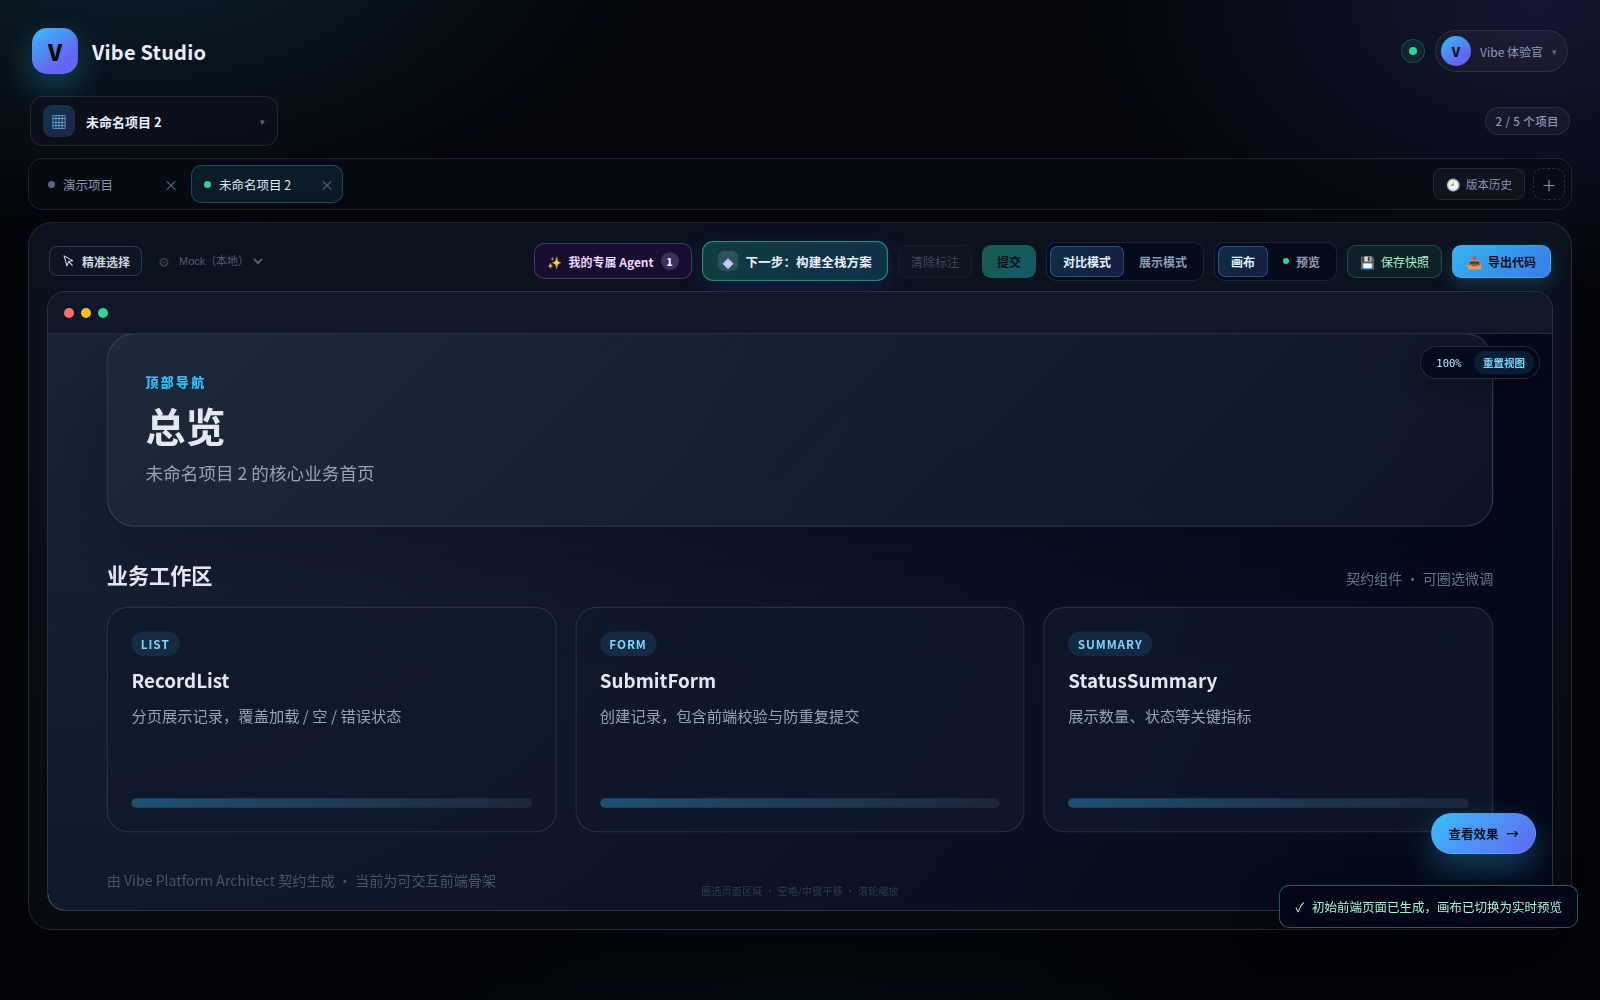 V Vibe Studio
V Vibe 体验官
未命名项目 2
2 / 5 个项目
演示项目 ×
未命名项目 2 ×
版本历史 +
精准选择
Mock（本地）
我的专属 Agent 1
下一步：构建全栈方案
清除标注
提交
对比模式 展示模式
画布 预览
保存快照
导出代码
100% 重置视图
顶部导航
总览
未命名项目 2 的核心业务首页
业务工作区
契约组件 · 可圈选微调
LIST
RecordList
分页展示记录，覆盖加载 / 空 / 错误状态
FORM
SubmitForm
创建记录，包含前端校验与防重复提交
SUMMARY
StatusSummary
展示数量、状态等关键指标
查看效果 →
由 Vibe Platform Architect 契约生成 · 当前为可交互前端骨架
圈选页面区域 · 空格/中键平移 · 滚轮缩放
✓ 初始前端页面已生成，画布已切换为实时预览